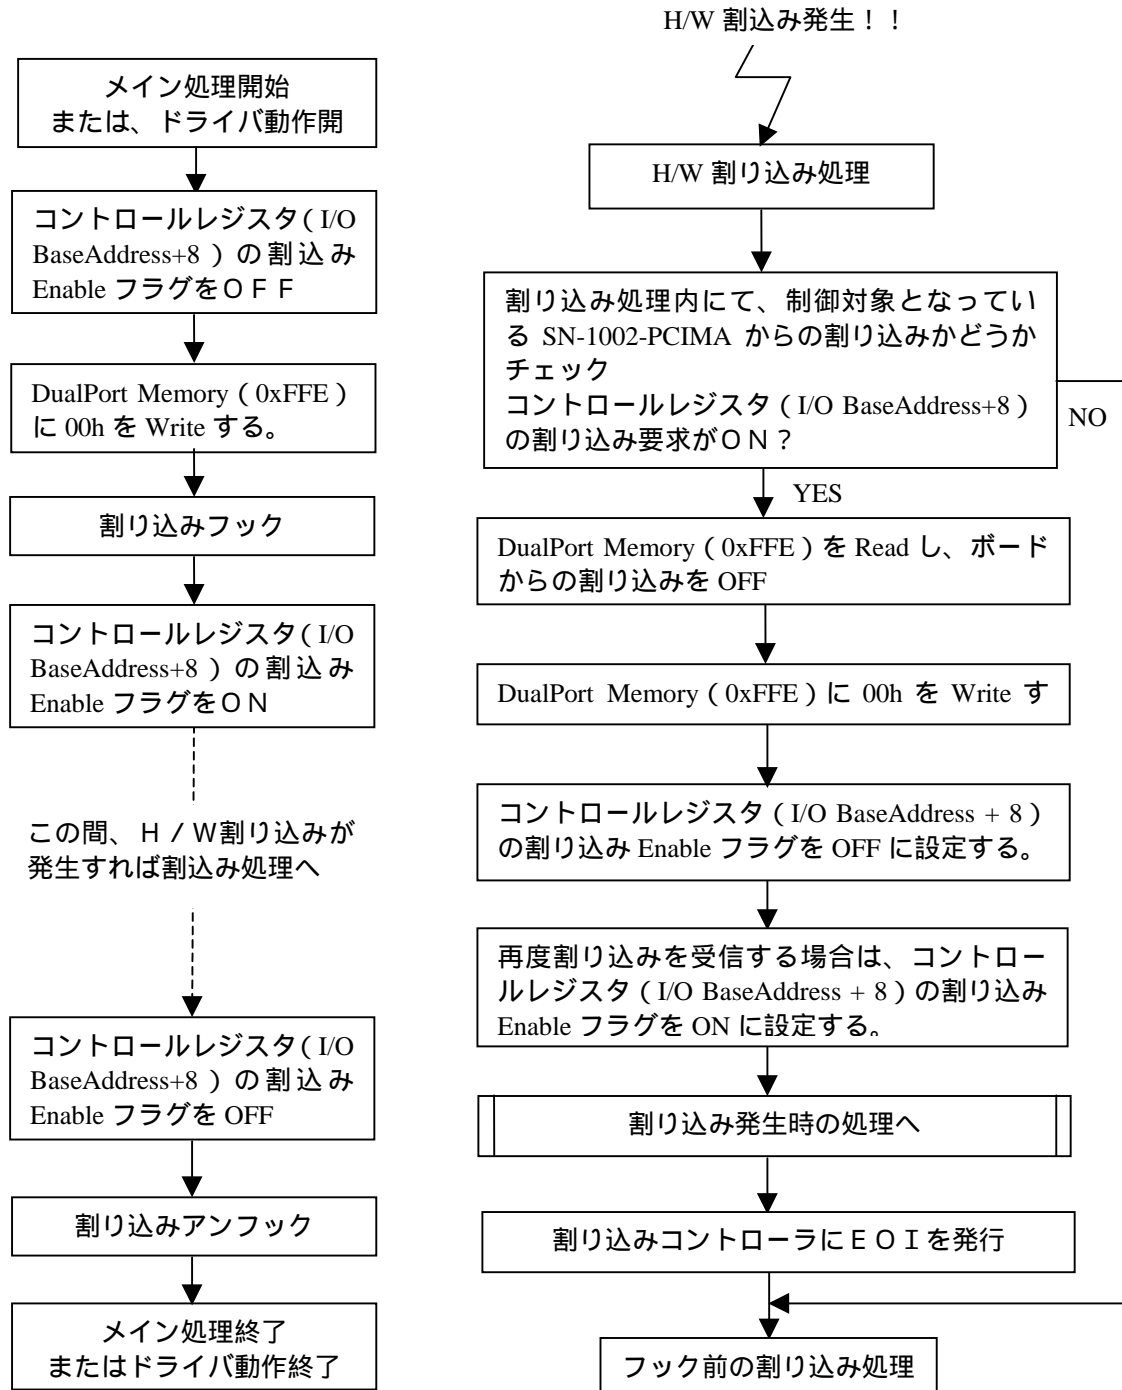 メイン処理開始
または、ドライバ動作開
コントロールレジスタ（I/O
BaseAddress+8）の割込み
Enable フラグをＯＦＦ
DualPort Memory（0xFFE）
に 00h を Write する。
割り込みフック
コントロールレジスタ（I/O
BaseAddress+8）の割込み
Enable フラグをＯＮ
この間、Ｈ／Ｗ割り込みが
発生すれば割込み処理へ
コントロールレジスタ（I/O
BaseAddress+8）の割込み
Enable フラグを OFF
割り込みアンフック
メイン処理終了
またはドライバ動作終了
H/W 割込み発生！！
H/W 割り込み処理
割り込み処理内にて、制御対象となってい
る SN-1002-PCIMA からの割り込みかどうか
チェック
コントロールレジスタ（I/O BaseAddress+8）
の割り込み要求がＯＮ？
NO
YES
DualPort Memory（0xFFE）を Read し、ボード
からの割り込みを OFF
DualPort Memory（0xFFE）に 00h を Write す
コントロールレジスタ（I/O BaseAddress + 8）
の割り込み Enable フラグを OFF に設定する。
再度割り込みを受信する場合は、コントロー
ルレジスタ（I/O BaseAddress + 8）の割り込み
Enable フラグを ON に設定する。
割り込み発生時の処理へ
割り込みコントローラにＥＯＩを発行
フック前の割り込み処理